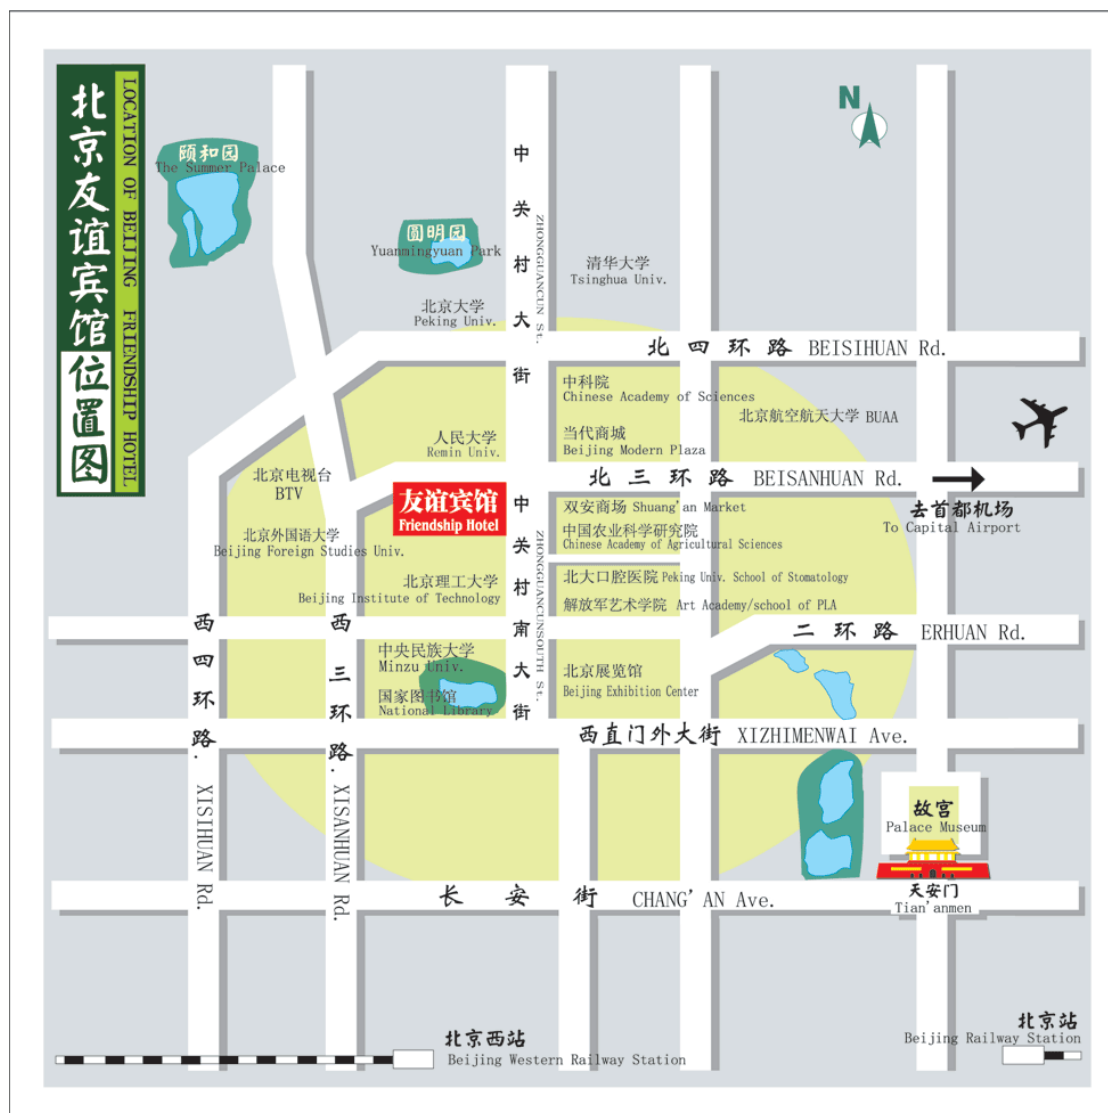 北京友谊宾馆位置图
LOCATION OF BEIJING FRIENDSHIP HOTEL
N
颐和园
The Summer Palace
圆明园
Yuanmingyuan Park
中关村大街
ZHONGGUANCUN St.
清华大学
Tsinghua Univ.
北京大学
Peking Univ.
北四环路 BEISIHUAN Rd.
中科院
Chinese Academy of Sciences
北京航空航天大学 BUAA
当代商城
Beijing Modern Plaza
人民大学
Remin Univ.
北京电视台
BTV
北三环路 BEISANHUAN Rd.
去首都机场
To Capital Airport
友谊宾馆
Friendship Hotel
双安商场 Shuang'an Market
中国农业科学研究院
Chinese Academy of Agricultural Sciences
北京外国语大学
Beijing Foreign Studies Univ.
中关村南大街
ZHONGGUANCUNSOUTH St.
北京理工大学
Beijing Institute of Technology
北大口腔医院 Peking Univ. School of Stomatology
解放军艺术学院 Art Academy/school of PLA
二环路 ERHUAN Rd.
西四环路. XISIHUAN Rd.
西三环路. XISANHUAN Rd.
中央民族大学
Minzu Univ.
国家图书馆
National Library
北京展览馆
Beijing Exhibition Center
西直门外大街 XIZHIMENWAI Ave.
故宫
Palace Museum
天安门
Tian'anmen
长安街 CHANG'AN Ave.
北京西站
Beijing Western Railway Station
北京站
Beijing Railway Station